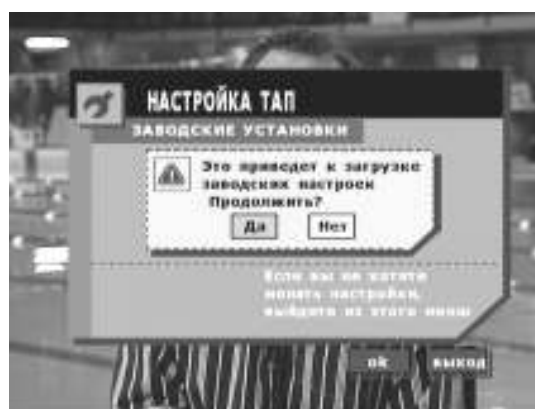 НАСТРОЙКА ТАП
ЗАВОДСКИЕ УСТАНОВКИ
Это приведет к загрузке
заводских настроек
Продолжить?
Да Нет
Если вы не хотите
менять настройки,
выйдите из этого меню
ok выход